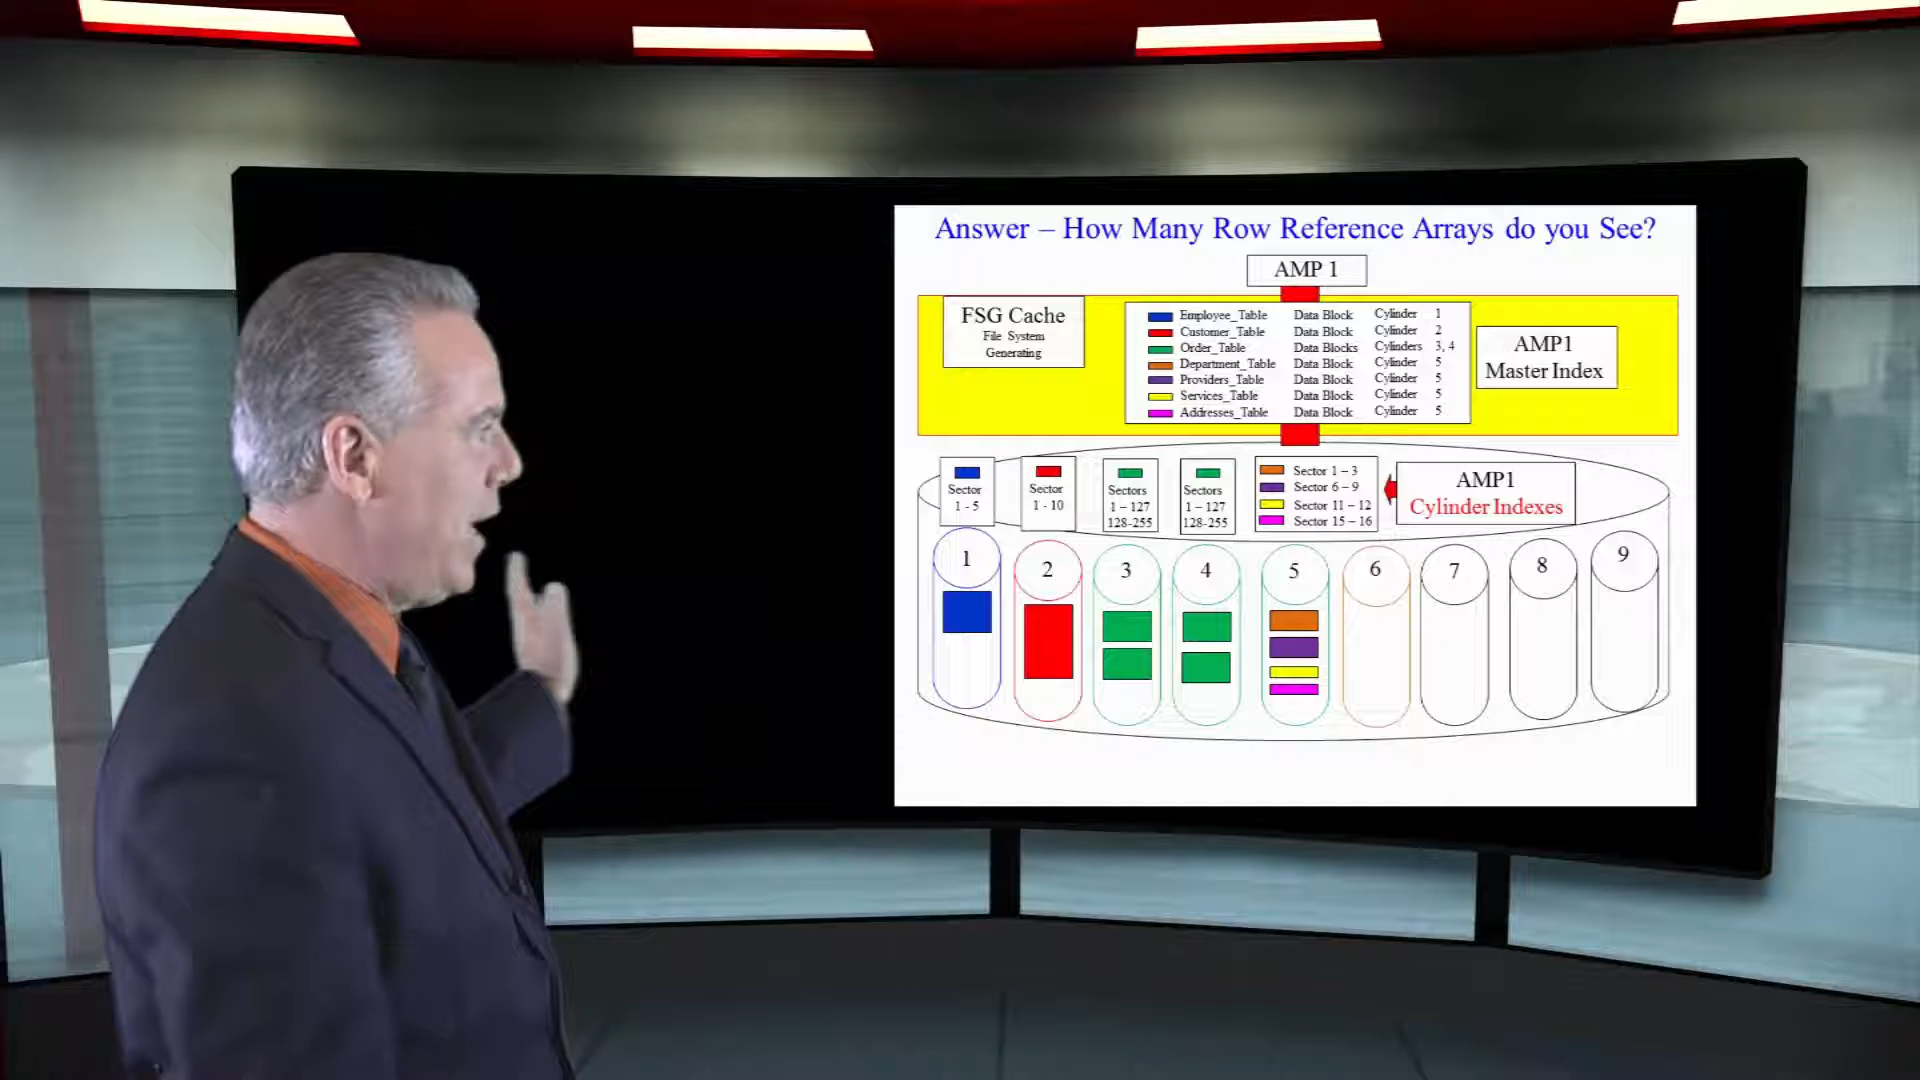 Answer – How Many Row Reference Arrays do you See?
AMP 1
FSG Cache
File System
Generating
Employee_Table Data Block Cylinder 1
Customer_Table Data Block Cylinder 2
Order_Table Data Blocks Cylinders 3, 4
Department_Table Data Block Cylinder 5
Providers_Table Data Block Cylinder 5
Services_Table Data Block Cylinder 5
Addresses_Table Data Block Cylinder 5
AMP1
Master Index
Sector
1 - 5
Sector
1 - 10
Sectors
1 – 127
128-255
Sectors
1 – 127
128-255
Sector 1 – 3
Sector 6 – 9
Sector 11 – 12
Sector 15 – 16
AMP1
Cylinder Indexes
1
2
3
4
5
6
7
8
9